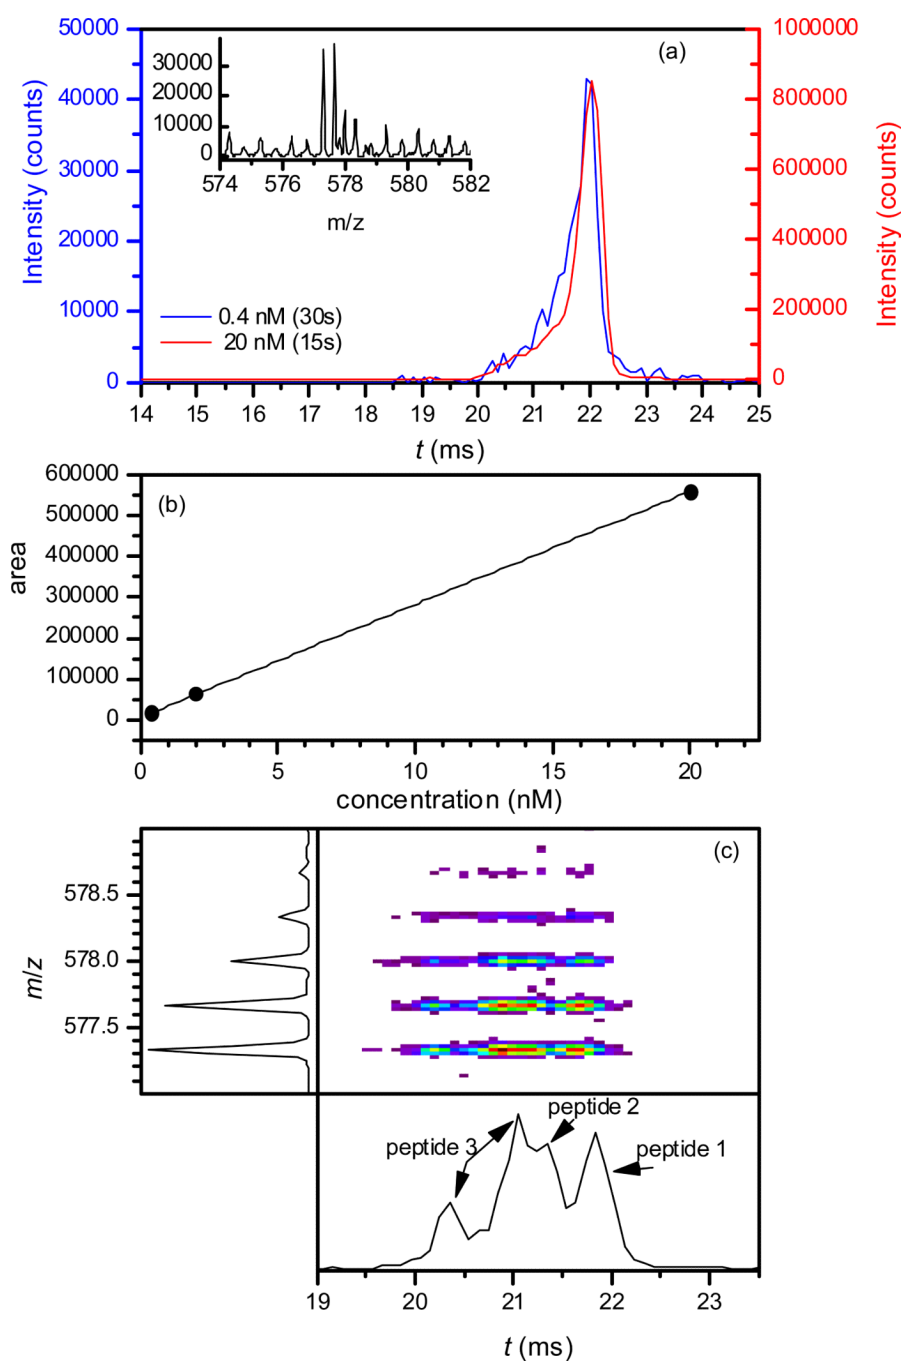 (a)
50000
40000
30000
20000
10000
0
Intensity (counts)
1000000
800000
600000
400000
200000
0
Intensity (counts)
30000
20000
10000
0
574 576 578 580 582
m/z
0.4 nM (30s)
20 nM (15s)
14 15 16 17 18 19 20 21 22 23 24 25
t (ms)
(b)
600000
500000
400000
300000
200000
100000
0
area
0 5 10 15 20
concentration (nM)
(c)
578.5
578.0
577.5
m/z
peptide 2
peptide 3
peptide 1
19 20 21 22 23
t (ms)